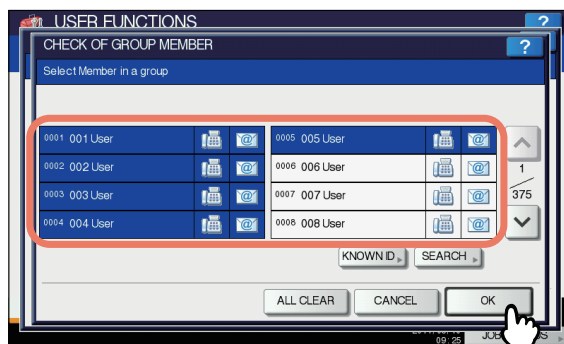 USER FUNCTIONS ?
CHECK OF GROUP MEMBER ?
Select Member in a group
0001 001 User @ 0005 005 User @
0002 002 User @ 0006 006 User @
0003 003 User @ 0007 007 User @
0004 004 User @ 0008 008 User @
1
375
KNOWN ID SEARCH
ALL CLEAR CANCEL OK
09:25